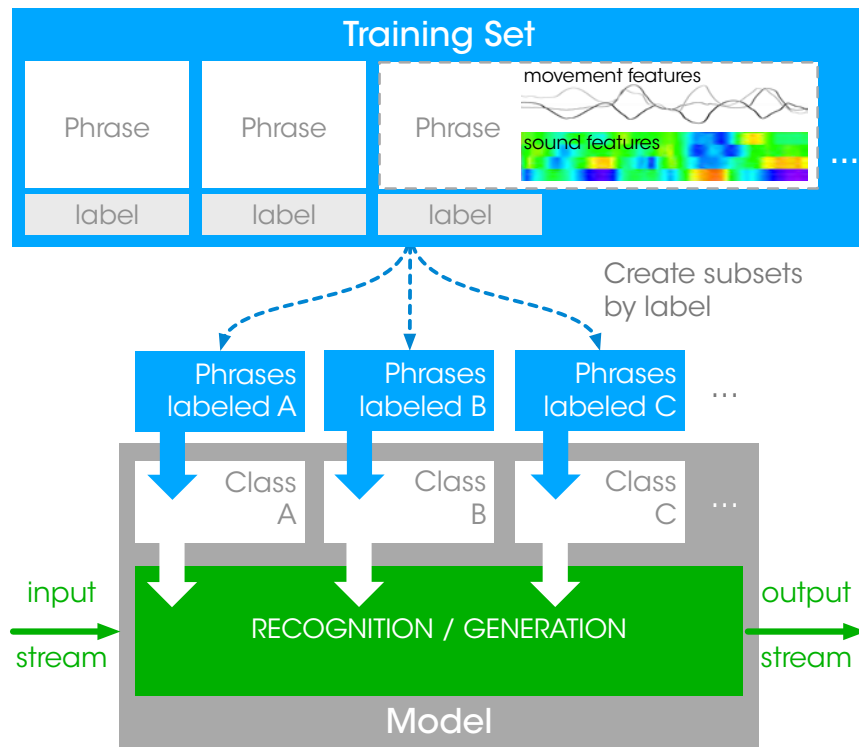 Training Set
Phrase
Phrase
Phrase
movement features
sound features
...
label
label
label
Create subsets
by label
Phrases
labeled A
Phrases
labeled B
Phrases
labeled C
...
Class
A
Class
B
Class
C
...
input
stream
RECOGNITION / GENERATION
output
stream
Model